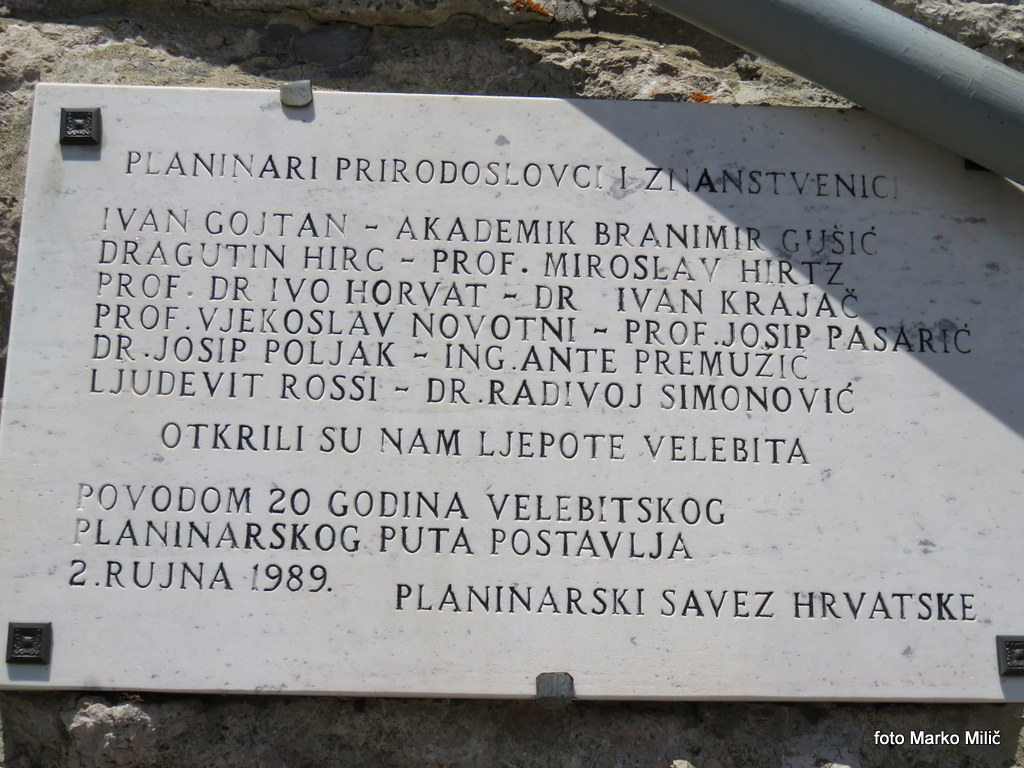 PLANINARI PRIRODOSLOVCI I ZNANSTVENICI
IVAN GOJTAN - AKADEMIK BRANIMIR GUŠIĆ
DRAGUTIN HIRC - PROF. MIROSLAV HIRTZ
PROF. DR IVO HORVAT - DR IVAN KRAJAČ
PROF. VJEKOSLAV NOVOTNI - PROF. JOSIP PASARIĆ
DR. JOSIP POLJAK - ING. ANTE PREMUŽIĆ
LJUDEVIT ROSSI - DR. RADIVOJ SIMONOVIĆ
OTKRILI SU NAM LJEPOTE VELEBITA
POVODOM 20 GODINA VELEBITSKOG
PLANINARSKOG PUTA POSTAVLJA
2. RUJNA 1989.
PLANINARSKI SAVEZ HRVATSKE
foto Marko Milič